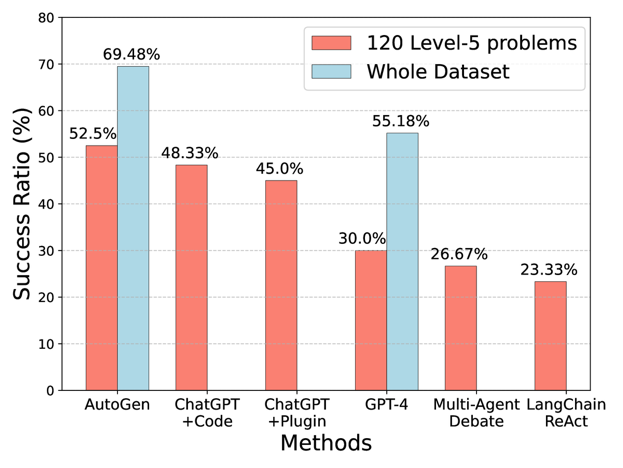 80
70
60
50
40
30
20
10
0
Success Ratio (%)
120 Level-5 problems
Whole Dataset
52.5%
69.48%
48.33%
45.0%
30.0%
55.18%
26.67%
23.33%
AutoGen
ChatGPT
+Code
ChatGPT
+Plugin
GPT-4
Multi-Agent
Debate
LangChain
ReAct
Methods